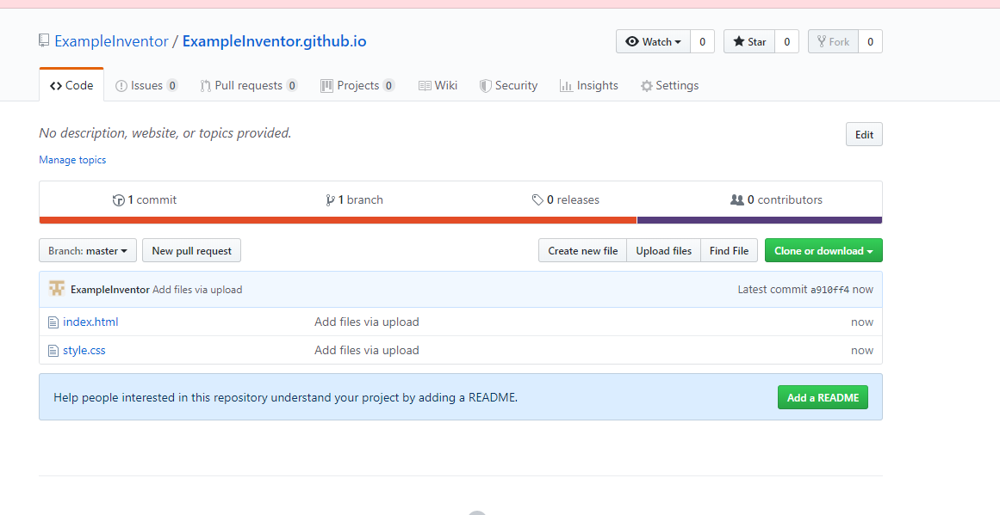 ExampleInventor / ExampleInventor.github.io
Watch 0 Star 0 Fork 0
Code Issues 0 Pull requests 0 Projects 0 Wiki Security Insights Settings
No description, website, or topics provided. Edit
Manage topics
1 commit 1 branch 0 releases 0 contributors
Branch: master New pull request Create new file Upload files Find File Clone or download
ExampleInventor Add files via upload Latest commit a910ff4 now
index.html Add files via upload now
style.css Add files via upload now
Help people interested in this repository understand your project by adding a README. Add a README